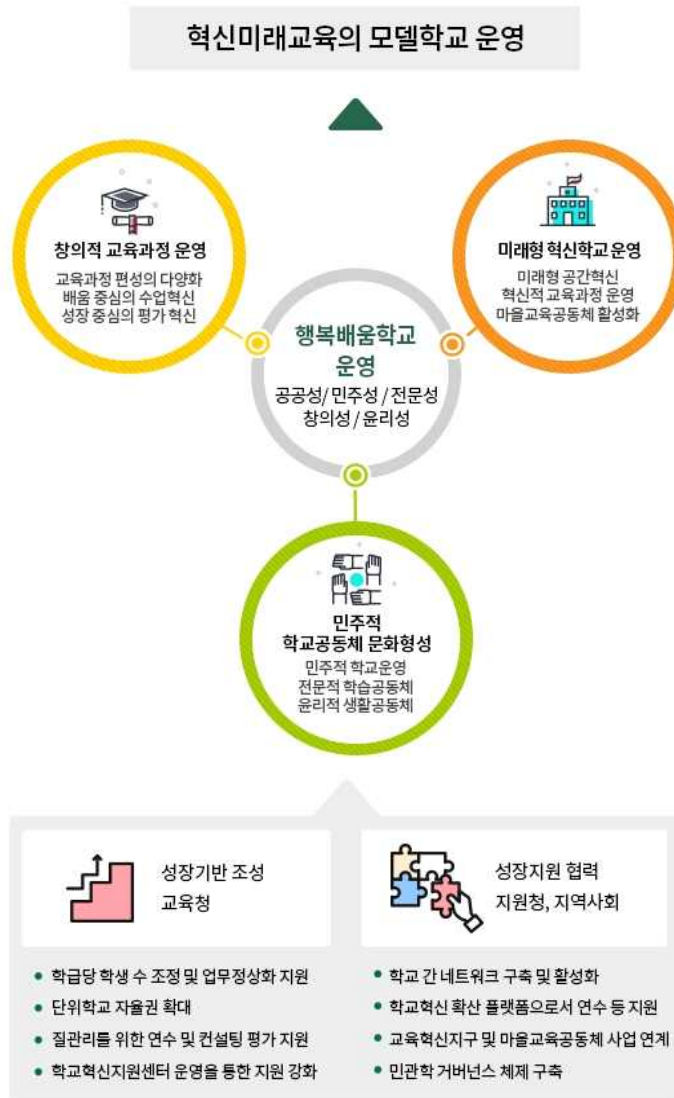 혁신미래교육의 모델학교 운영
창의적 교육과정 운영
교육과정 편성의 다양화
배움 중심의 수업혁신
성장 중심의 평가 혁신
미래형 혁신학교 운영
미래형 공간혁신
혁신적 교육과정 운영
마을교육공동체 활성화
행복배움학교
운영
공공성/ 민주성 / 전문성
창의성 / 윤리성
민주적
학교공동체 문화형성
민주적 학교운영
전문적 학습공동체
윤리적 생활공동체
성장기반 조성
교육청
• 학급당 학생 수 조정 및 업무정상화 지원
• 단위학교 자율권 확대
• 질관리를 위한 연수 및 컨설팅 평가 지원
• 학교혁신지원센터 운영을 통한 지원 강화
성장지원 협력
지원청, 지역사회
• 학교 간 네트워크 구축 및 활성화
• 학교혁신 확산 플랫폼으로서 연수 등 지원
• 교육혁신지구 및 마을교육공동체 사업 연계
• 민관학 거버넌스 체제 구축